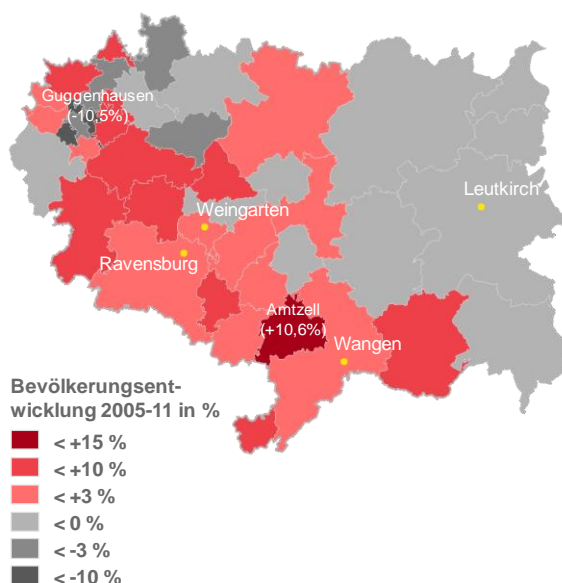 Guggenhausen
(-10,5%)
Leutkirch
Weingarten
Ravensburg
Amtzell
(+10,6%)
Wangen
Bevölkerungsent-
wicklung 2005-11 in %
< +15 %
< +10 %
< +3 %
< 0 %
< -3 %
< -10 %